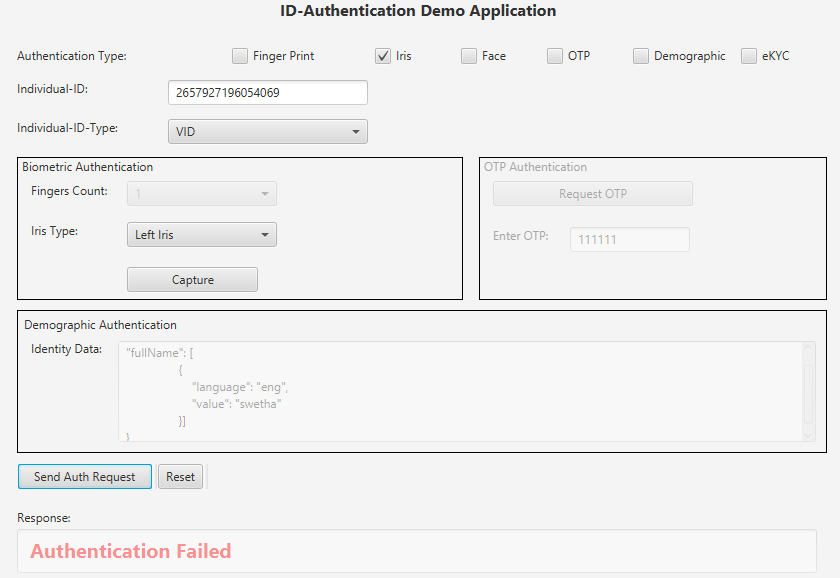 ID-Authentication Demo Application
Authentication Type: Finger Print Iris Face OTP Demographic eKYC
Individual-ID: 2657927196054069
Individual-ID-Type: VID
Biometric Authentication
Fingers Count: 1
Iris Type: Left Iris
Capture
OTP Authentication
Request OTP
Enter OTP: 111111
Demographic Authentication
Identity Data: "fullName": [
{
"language": "eng",
"value": "swetha"
}]
}
Send Auth Request Reset
Response:
Authentication Failed